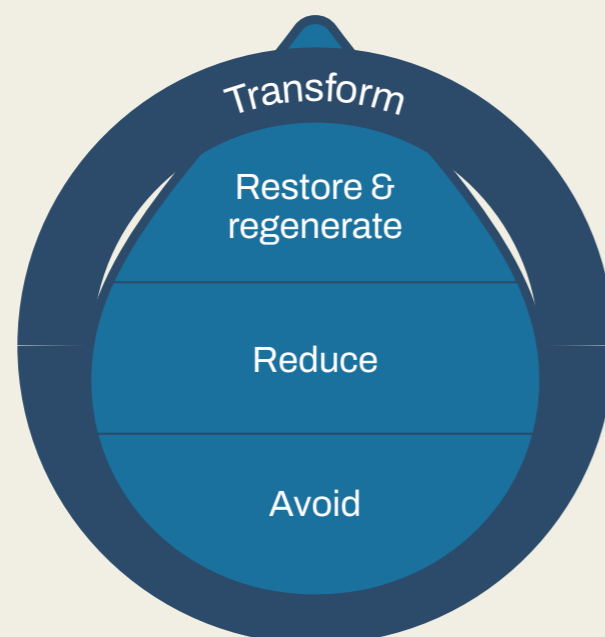 Transform
Restore &
regenerate
Reduce
Avoid